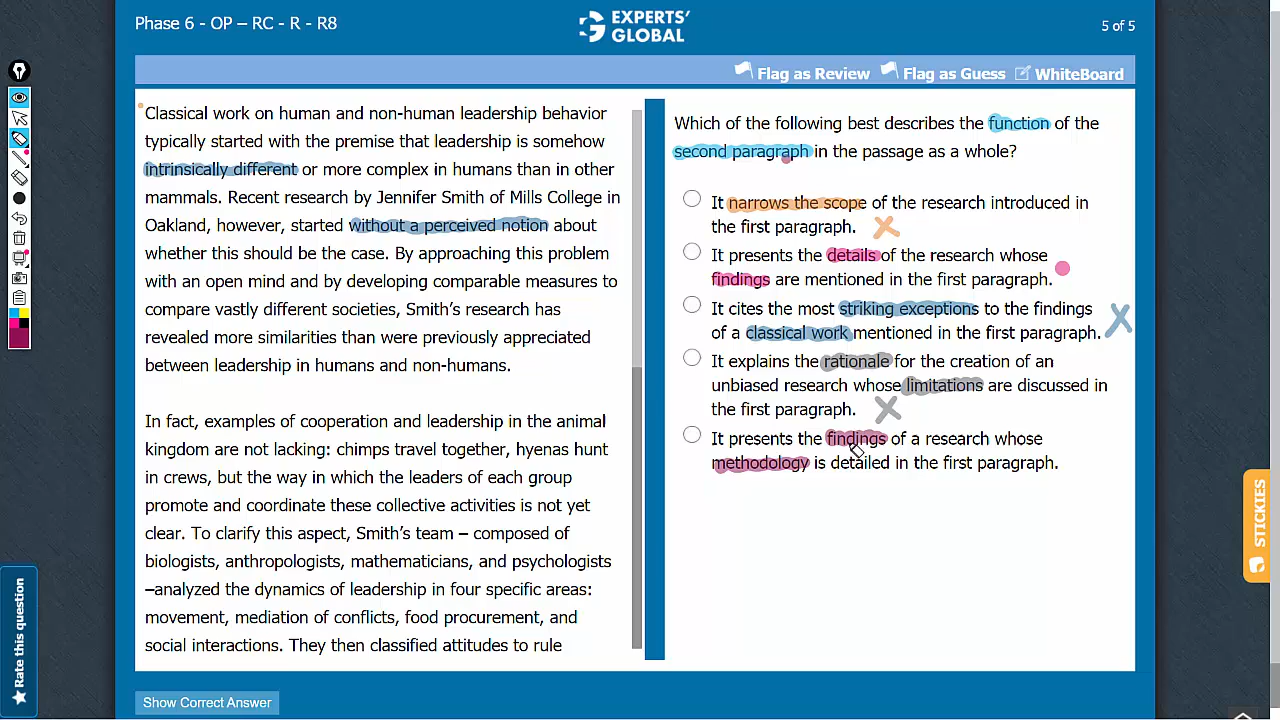 Phase 6 - OP – RC - R - R8
EXPERTS'
GLOBAL
5 of 5
Flag as Review
Flag as Guess
WhiteBoard
Classical work on human and non-human leadership behavior
typically started with the premise that leadership is somehow
intrinsically different or more complex in humans than in other
mammals. Recent research by Jennifer Smith of Mills College in
Oakland, however, started without a perceived notion about
whether this should be the case. By approaching this problem
with an open mind and by developing comparable measures to
compare vastly different societies, Smith's research has
revealed more similarities than were previously appreciated
between leadership in humans and non-humans.
In fact, examples of cooperation and leadership in the animal
kingdom are not lacking: chimps travel together, hyenas hunt
in crews, but the way in which the leaders of each group
promote and coordinate these collective activities is not yet
clear. To clarify this aspect, Smith's team – composed of
biologists, anthropologists, mathematicians, and psychologists
–analyzed the dynamics of leadership in four specific areas:
movement, mediation of conflicts, food procurement, and
social interactions. They then classified attitudes to rule
Which of the following best describes the function of the
second paragraph in the passage as a whole?
It narrows the scope of the research introduced in
the first paragraph.
It presents the details of the research whose
findings are mentioned in the first paragraph.
It cites the most striking exceptions to the findings
of a classical work mentioned in the first paragraph.
It explains the rationale for the creation of an
unbiased research whose limitations are discussed in
the first paragraph.
It presents the findings of a research whose
methodology is detailed in the first paragraph.
STICKIES
Rate this question
Show Correct Answer